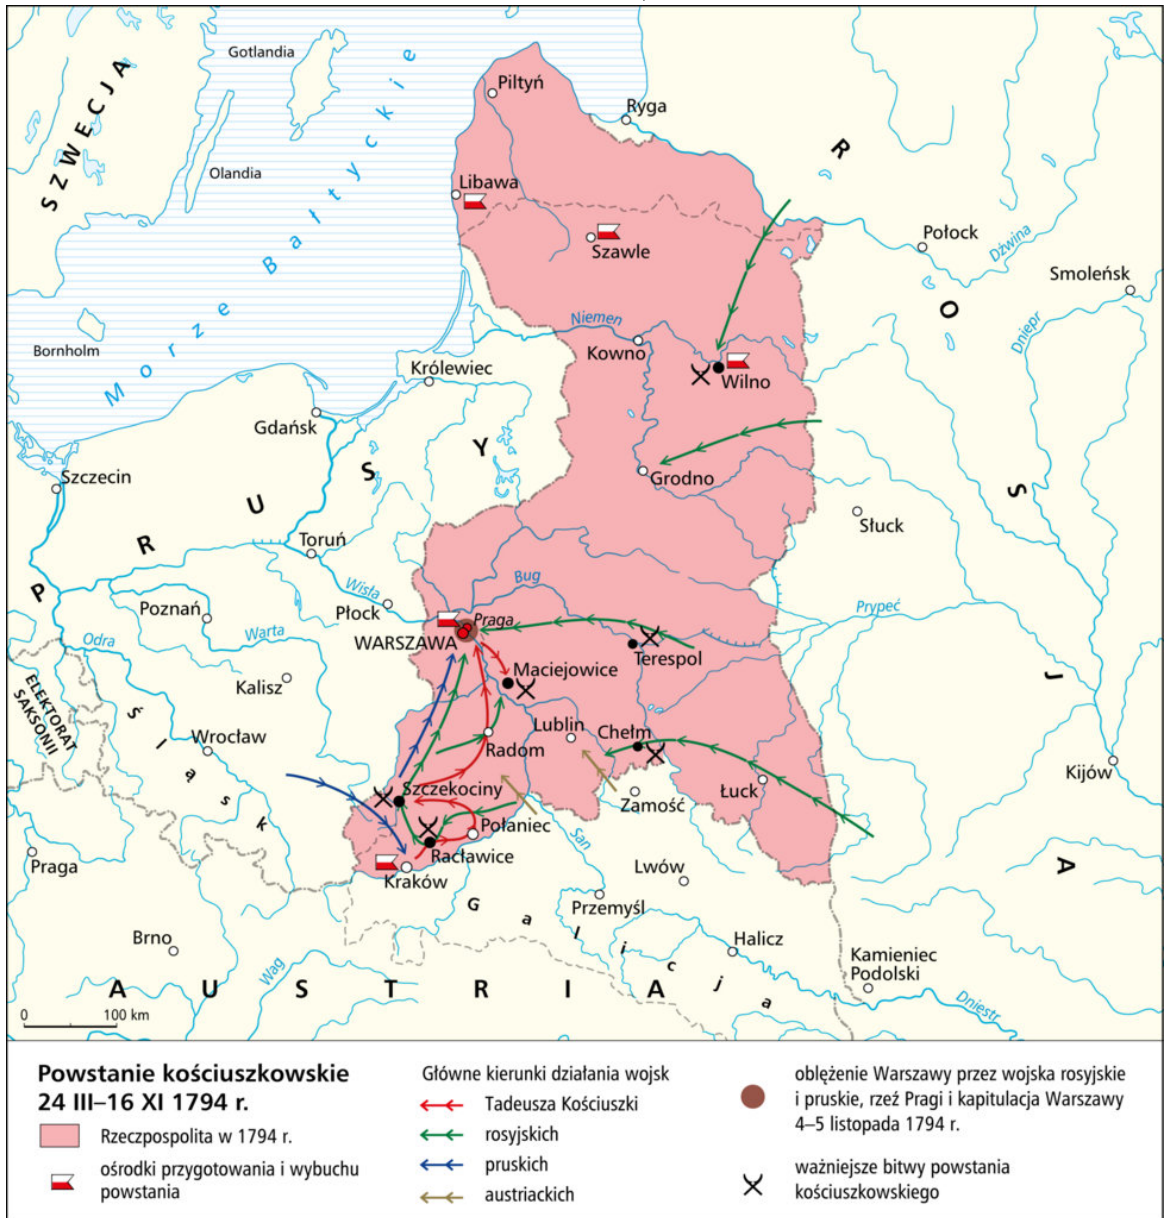 Gotlandia
SZWECJA
Olandia
Morze Bałtyckie
Bornholm
Piltyń
Ryga
Libawa
Szawle
R O S J A
Połock
Dźwina
Smoleńsk
Dniepr
Niemen
Kowno
Wilno
Królewiec
Gdańsk
Grodno
Szczecin
P R U S Y
Słuck
Toruń
Wisła
Płock
Bug
Prypeć
Poznań
Warta
Odra
Praga
WARSZAWA
Terespol
Maciejowice
ELEKTORAT
SAKSONII
Kalisz
Śląsk
Wrocław
Lublin
Chełm
Radom
Szczekociny
Zamość
Łuck
Kijów
Połaniec
Racławice
San
Praga
Kraków
Lwów
Przemyśl
Galicja
Brno
Wag
Halicz
Kamieniec
Podolski
Dniestr
A U S T R I A
0 100 km
Powstanie kościuszkowskie
24 III–16 XI 1794 r.
Rzeczpospolita w 1794 r.
ośrodki przygotowania i wybuchu
powstania
Główne kierunki działania wojsk
Tadeusza Kościuszki
rosyjskich
pruskich
austriackich
oblężenie Warszawy przez wojska rosyjskie
i pruskie, rzeź Pragi i kapitulacja Warszawy
4–5 listopada 1794 r.
ważniejsze bitwy powstania
kościuszkowskiego